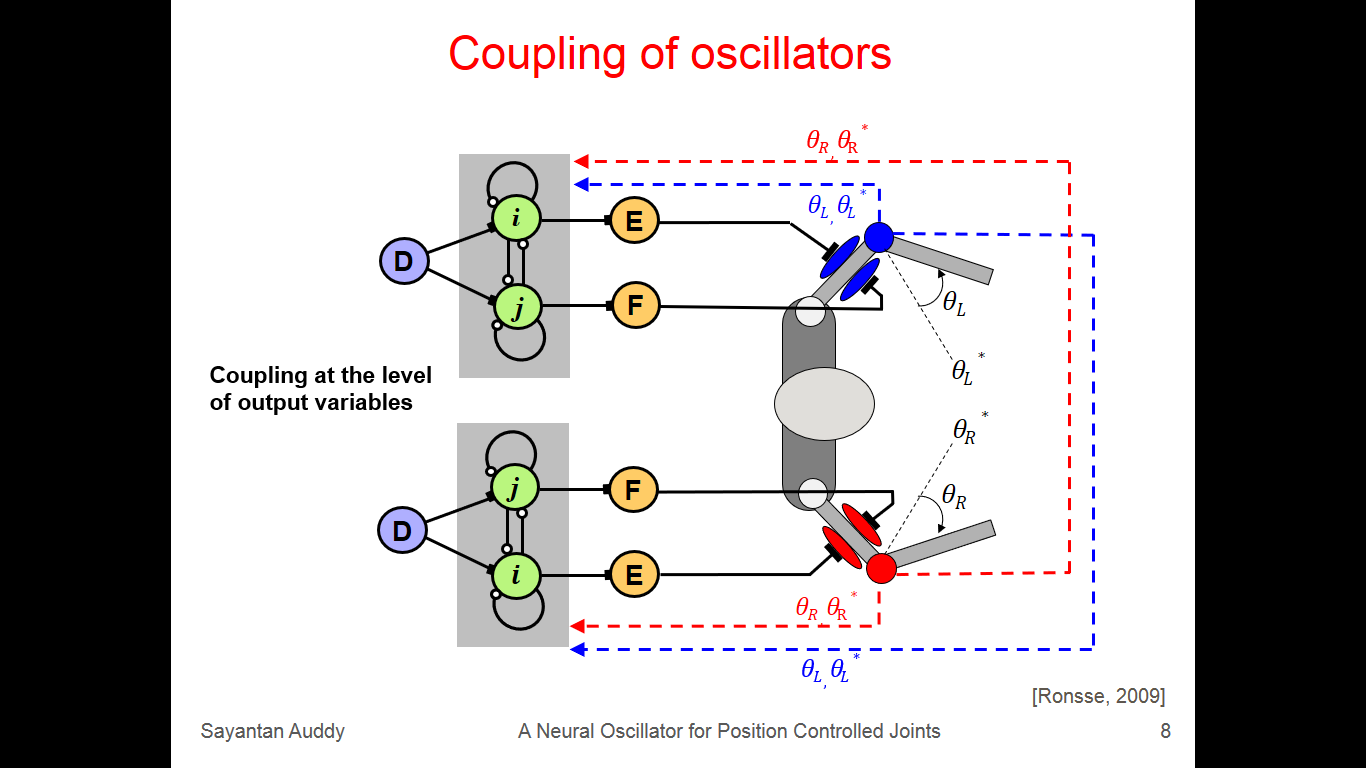 Coupling of oscillators
θR, θR*
θL, θL*
i
E
D
j
F
θL
θL*
Coupling at the level
of output variables
θR*
j
F
θR
D
i
E
θR, θR*
θL, θL*
[Ronsse, 2009]
Sayantan Auddy
A Neural Oscillator for Position Controlled Joints
8